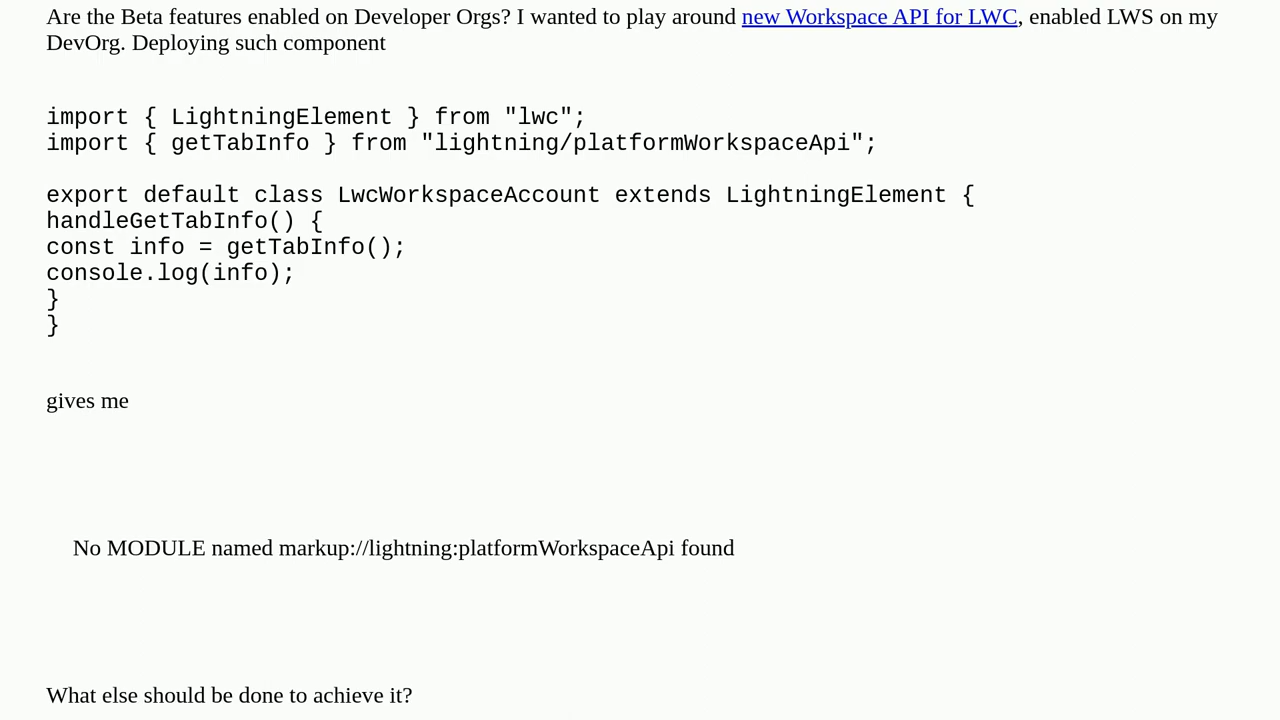 Are the Beta features enabled on Developer Orgs? I wanted to play around new Workspace API for LWC, enabled LWS on my
DevOrg. Deploying such component
import { LightningElement } from "lwc";
import { getTabInfo } from "lightning/platformWorkspaceApi";
export default class LwcWorkspaceAccount extends LightningElement {
handleGetTabInfo() {
const info = getTabInfo();
console.log(info);
}
}
gives me
No MODULE named markup://lightning:platformWorkspaceApi found
What else should be done to achieve it?